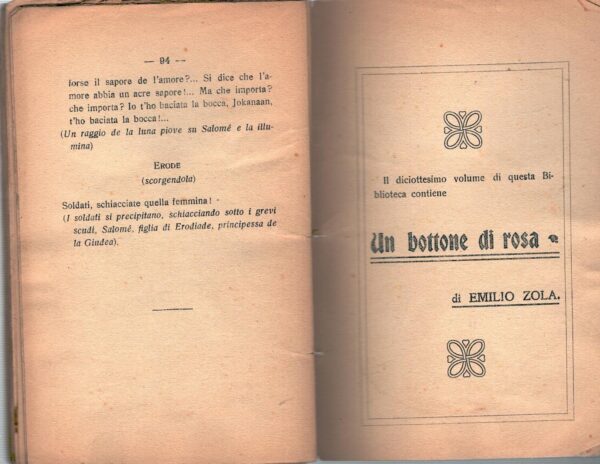 — 94 —
forse il sapore de l'amore?... Si dice che l'a-
more abbia un acre sapore!... Ma che importa?
che importa? Io t'ho baciata la bocca, Jokanaan,
t'ho baciata la bocca!...
(Un raggio de la luna piove su Salomé e la illu-
mina)
ERODE
(scorgendola)
Soldati, schiacciate quella femmina!
(I soldati si precipitano, schiacciando sotto i grevi
scudi, Salomé, figlia di Erodiade, principessa de
la Giudea).
Il diciottesimo volume di questa Bi-
blioteca contiene
Un bottone di rosa
di EMILIO ZOLA.